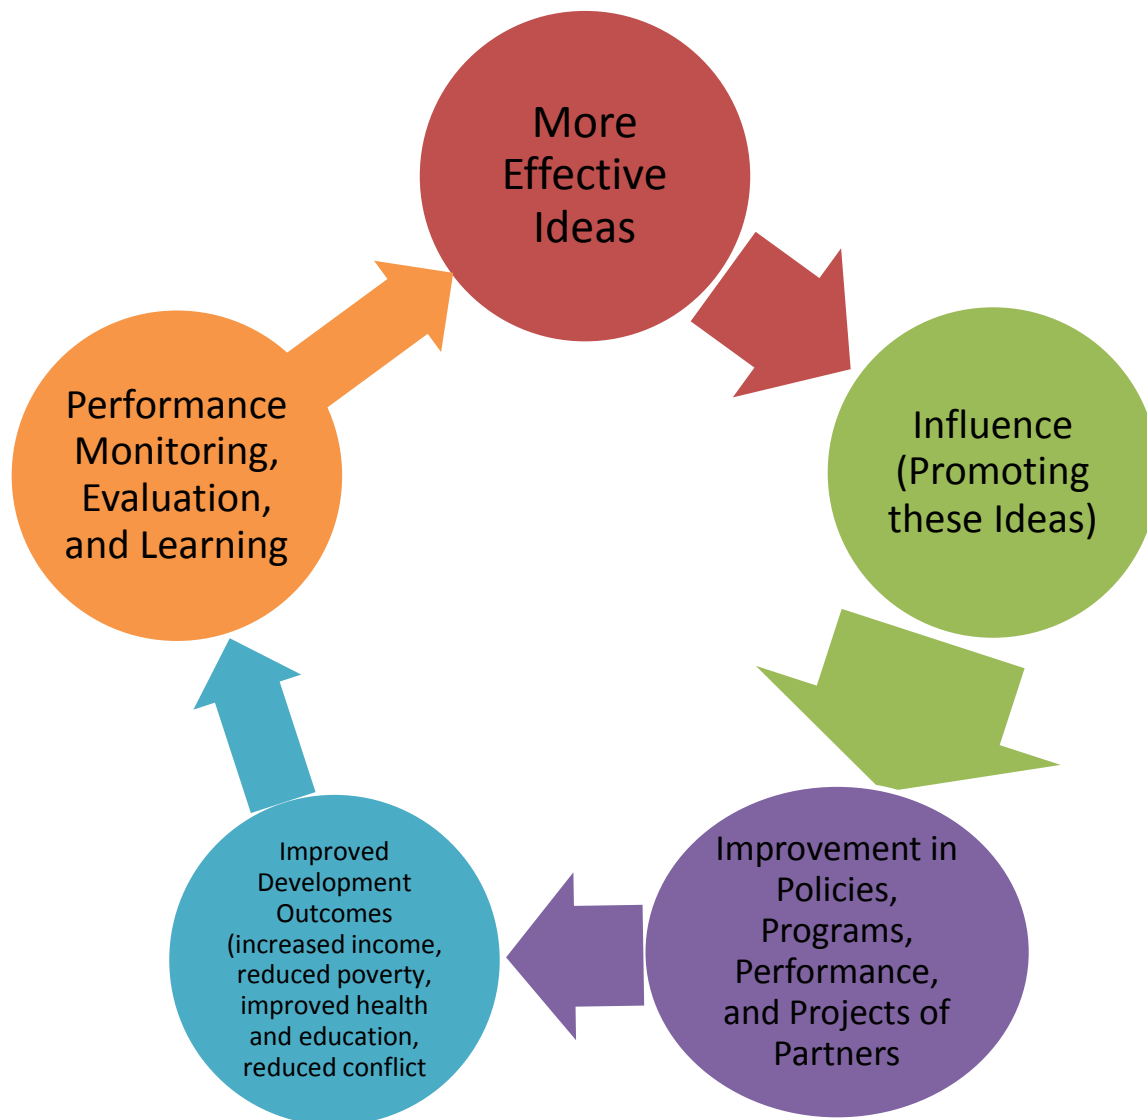 More
Effective
Ideas
Influence
(Promoting
these Ideas)
Improvement in
Policies,
Programs,
Performance,
and Projects of
Partners
Improved
Development
Outcomes
(increased income,
reduced poverty,
improved health
and education,
reduced conflict
Performance
Monitoring,
Evaluation,
and Learning